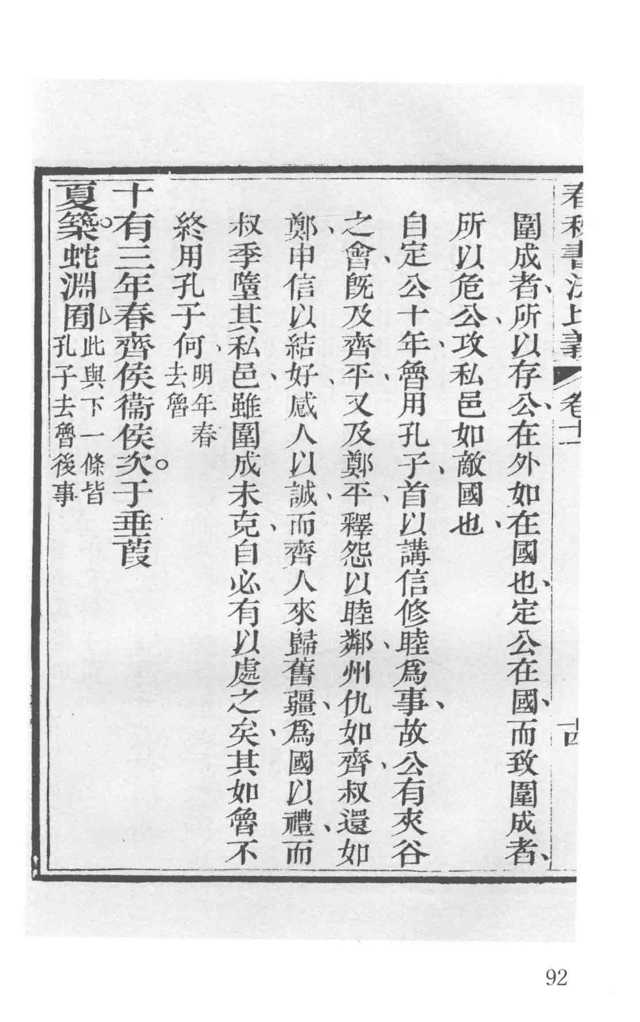 春秋書法比義 卷十二 十四
圍成者、所以存公在外如在國也、定公在國、而致圍成者、
所以危公、攻私邑如敵國也、
自定公十年、魯用孔子、首以講信修睦爲事、故公有夾谷
之會、旣及齊平、又及鄭平、釋怨以睦鄰、州仇如齊、叔還如
鄭、申信以結好、感人以誠、而齊人來歸舊疆、爲國以禮、而
叔季墮其私邑、雖圍成未克、自必有以處之矣、其如魯不
終用孔子何、明年春
去魯
十有三年春齊侯衞侯次于垂葭
夏築蛇淵囿此與下一條皆
孔子去魯後事
92